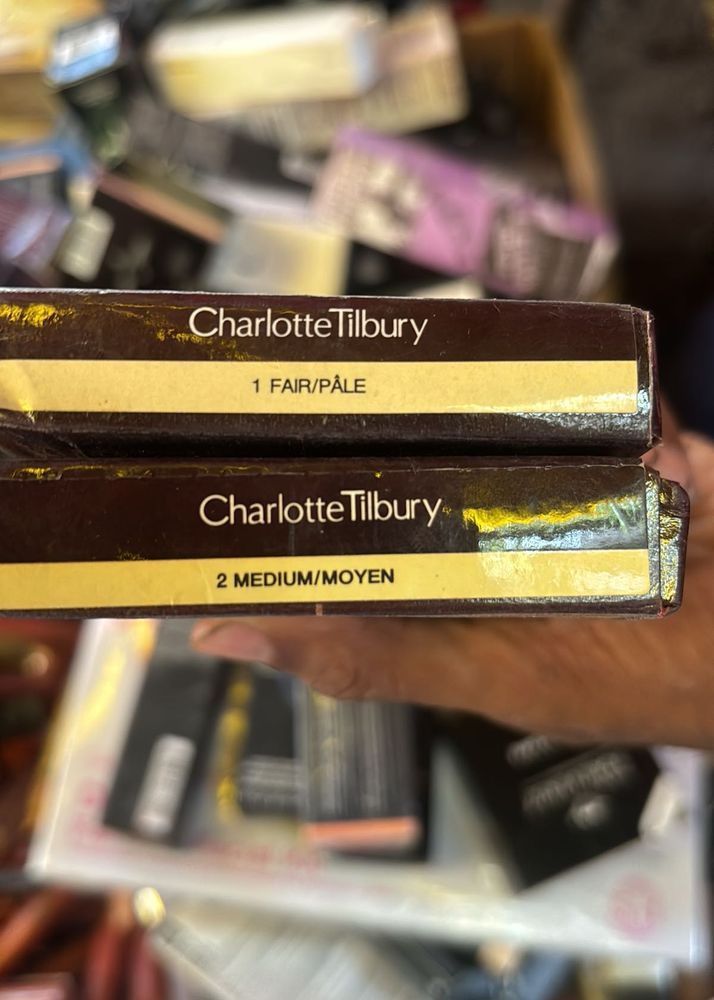 CharlotteTilbury
1 FAIR/PÂLE
CharlotteTilbury
2 MEDIUM/MOYEN